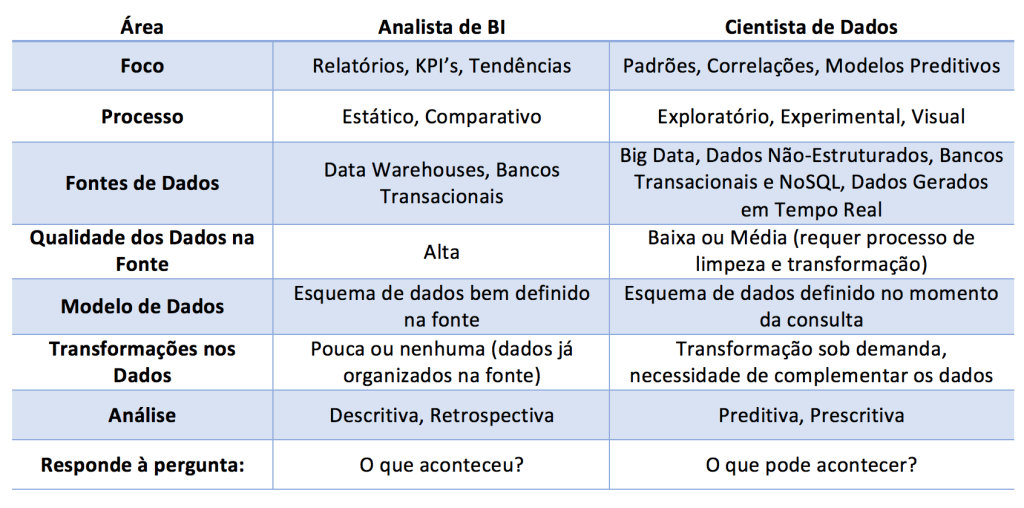 Área Analista de BI Cientista de Dados
Foco Relatórios, KPI’s, Tendências Padrões, Correlações, Modelos Preditivos
Processo Estático, Comparativo Exploratório, Experimental, Visual
Fontes de Dados
Data Warehouses, Bancos
Transacionais
Big Data, Dados Não-Estruturados, Bancos
Transacionais e NoSQL, Dados Gerados
em Tempo Real
Qualidade dos Dados na
Fonte
Alta
Baixa ou Média (requer processo de
limpeza e transformação)
Modelo de Dados
Esquema de dados bem definido
na fonte
Esquema de dados definido no momento
da consulta
Transformações nos
Dados
Pouca ou nenhuma (dados já
organizados na fonte)
Transformação sob demanda,
necessidade de complementar os dados
Análise Descritiva, Retrospectiva Preditiva, Prescritiva
Responde à pergunta: O que aconteceu? O que pode acontecer?